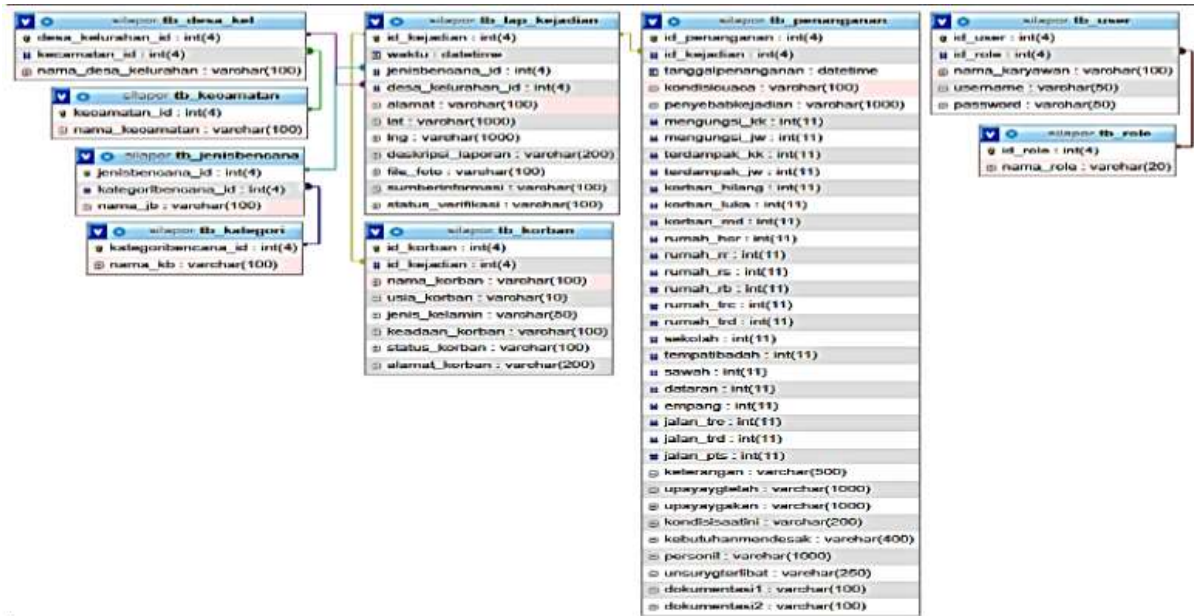 silapor tb_desa_kel
desa_kelurahan_id : int(4)
kecamatan_id : int(4)
nama_desa_kelurahan : varchar(100)
silapor tb_kecamatan
kecamatan_id : int(4)
nama_kecamatan : varchar(100)
silapor tb_jenisbencana
jenisbencana_id : int(4)
kategoribencana_id : int(4)
nama_jb : varchar(100)
silapor tb_kategori
kategoribencana_id : int(4)
nama_kb : varchar(100)
silapor tb_lap_kejadian
id_kejadian : int(4)
waktu : datetime
jenisbencana_id : int(4)
desa_kelurahan_id : int(4)
alamat : varchar(100)
lat : varchar(1000)
lng : varchar(1000)
deskripsi_laporan : varchar(200)
file_foto : varchar(100)
sumberinformasi : varchar(100)
status_verifikasi : varchar(100)
silapor tb_korban
id_korban : int(4)
id_kejadian : int(4)
nama_korban : varchar(100)
usia_korban : varchar(10)
jenis_kelamin : varchar(50)
keadaan_korban : varchar(100)
status_korban : varchar(100)
alamat_korban : varchar(200)
silapor tb_penanganan
id_penanganan : int(4)
id_kejadian : int(4)
tanggalpenanganan : datetime
kondisicuaca : varchar(100)
penyebabkejadian : varchar(1000)
mengungsi_kk : int(11)
mengungsi_jw : int(11)
terdampak_kk : int(11)
terdampak_jw : int(11)
korban_hilang : int(11)
korban_luka : int(11)
korban_md : int(11)
rumah_hcr : int(11)
rumah_rr : int(11)
rumah_rs : int(11)
rumah_rb : int(11)
rumah_trc : int(11)
rumah_trd : int(11)
sekolah : int(11)
tempatibadah : int(11)
sawah : int(11)
dataran : int(11)
empang : int(11)
jalan_trc : int(11)
jalan_trd : int(11)
jalan_pts : int(11)
keterangan : varchar(500)
upayaygtelah : varchar(1000)
upayaygakan : varchar(1000)
kondisisaatini : varchar(200)
kebutuhanmendesak : varchar(400)
personil : varchar(1000)
unsurygterlibat : varchar(250)
dokumentasi1 : varchar(100)
dokumentasi2 : varchar(100)
silapor tb_user
id_user : int(4)
id_role : int(4)
nama_karyawan : varchar(100)
username : varchar(50)
password : varchar(50)
silapor tb_role
id_role : int(4)
nama_role : varchar(20)